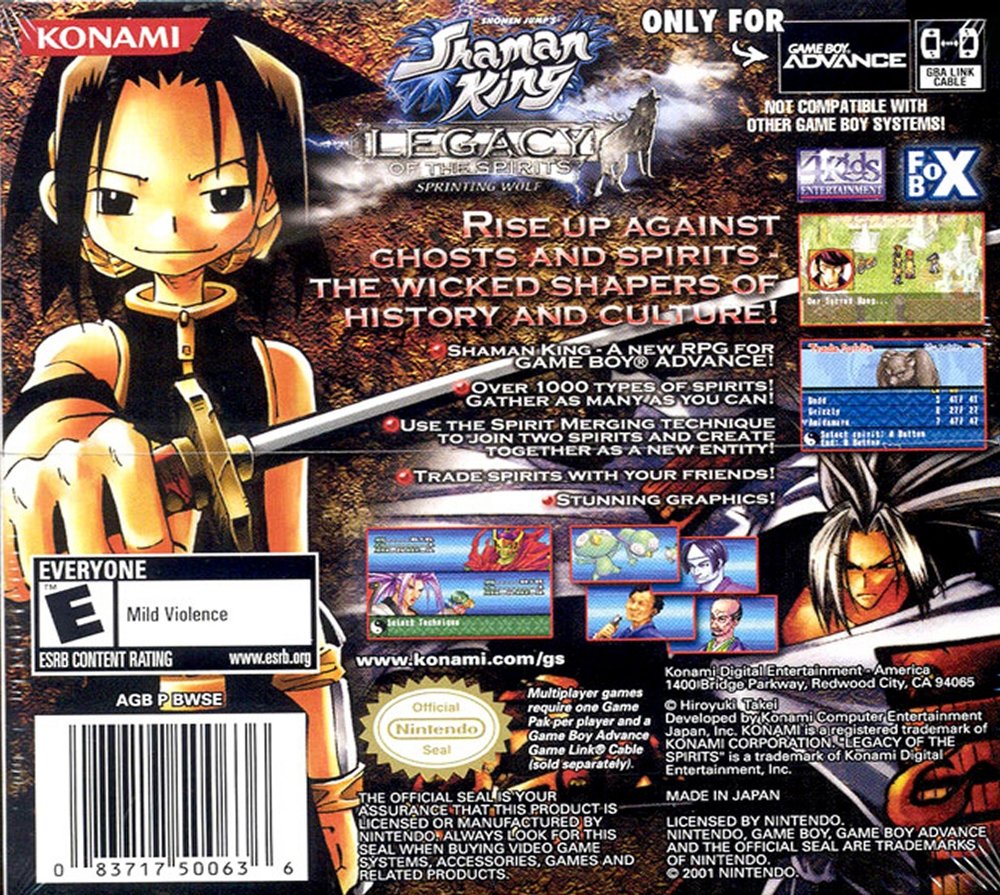 KONAMI
SHONEN JUMP'S
Shaman
King
LEGACY
OF THE SPIRITS
SPRINTING WOLF
ONLY FOR
GAME BOY
ADVANCE
GBA LINK
CABLE
NOT COMPATIBLE WITH
OTHER GAME BOY SYSTEMS!
4Kids
ENTERTAINMENT
FOX
BOX
RISE UP AGAINST
GHOSTS AND SPIRITS -
THE WICKED SHAPERS OF
HISTORY AND CULTURE!
SHAMAN KING - A NEW RPG FOR
GAME BOY® ADVANCE!
OVER 1000 TYPES OF SPIRITS!
GATHER AS MANY AS YOU CAN!
USE THE SPIRIT MERGING TECHNIQUE
TO JOIN TWO SPIRITS AND CREATE
TOGETHER AS A NEW ENTITY!
TRADE SPIRITS WITH YOUR FRIENDS!
STUNNING GRAPHICS!
Our Sacred
Grizzly
Amidamaru
Select spirit: A Button
End: B Button
Select Technique
EVERYONE
TM
E
Mild Violence
ESRB CONTENT RATING
www.esrb.org
www.konami.com/gs
AGB P BWSE
0 83717 50063 6
Official
Nintendo
Seal
Multiplayer games
require one Game
Pak per player and a
Game Boy Advance
Game Link® Cable
(sold separately).
THE OFFICIAL SEAL IS YOUR
ASSURANCE THAT THIS PRODUCT IS
LICENSED OR MANUFACTURED BY
NINTENDO. ALWAYS LOOK FOR THIS
SEAL WHEN BUYING VIDEO GAME
SYSTEMS, ACCESSORIES, GAMES AND
RELATED PRODUCTS.
Konami Digital Entertainment - America
1400 Bridge Parkway, Redwood City, CA 94065
© Hiroyuki Takei
Developed by Konami Computer Entertainment
Japan, Inc. KONAMI is a registered trademark of
KONAMI CORPORATION. "LEGACY OF THE
SPIRITS" is a trademark of Konami Digital
Entertainment, Inc.
MADE IN JAPAN
LICENSED BY NINTENDO.
NINTENDO, GAME BOY, GAME BOY ADVANCE
AND THE OFFICIAL SEAL ARE TRADEMARKS
OF NINTENDO.
© 2001 NINTENDO.